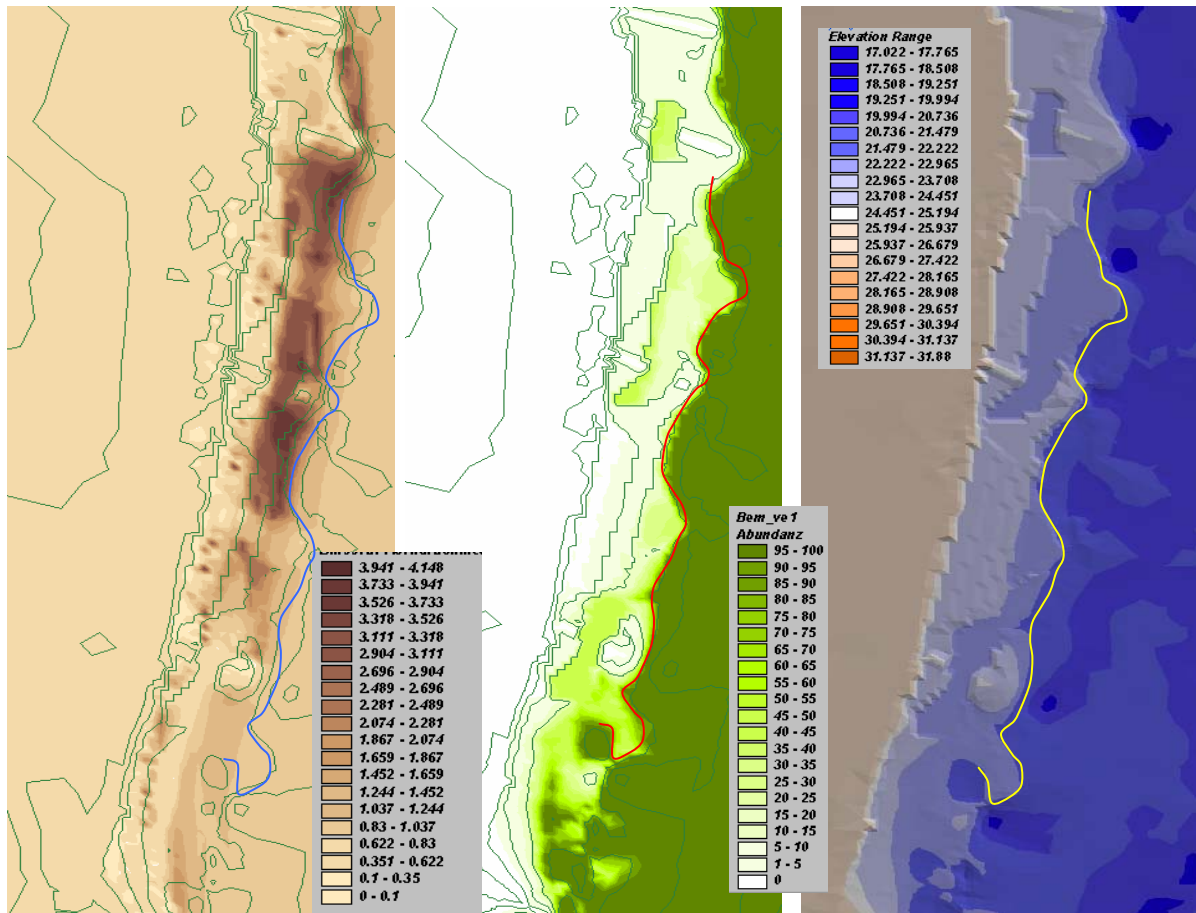 3.941 - 4.148
3.733 - 3.941
3.526 - 3.733
3.318 - 3.526
3.111 - 3.318
2.904 - 3.111
2.696 - 2.904
2.489 - 2.696
2.281 - 2.489
2.074 - 2.281
1.867 - 2.074
1.659 - 1.867
1.452 - 1.659
1.244 - 1.452
1.037 - 1.244
0.83 - 1.037
0.622 - 0.83
0.351 - 0.622
0.1 - 0.35
0 - 0.1
Bem_ve1
Abundanz
95 - 100
90 - 95
85 - 90
80 - 85
75 - 80
70 - 75
65 - 70
60 - 65
55 - 60
50 - 55
45 - 50
40 - 45
35 - 40
30 - 35
25 - 30
20 - 25
15 - 20
10 - 15
5 - 10
1 - 5
0
Elevation Range
17.022 - 17.765
17.765 - 18.508
18.508 - 19.251
19.251 - 19.994
19.994 - 20.736
20.736 - 21.479
21.479 - 22.222
22.222 - 22.965
22.965 - 23.708
23.708 - 24.451
24.451 - 25.194
25.194 - 25.937
25.937 - 26.679
26.679 - 27.422
27.422 - 28.165
28.165 - 28.908
28.908 - 29.651
29.651 - 30.394
30.394 - 31.137
31.137 - 31.88